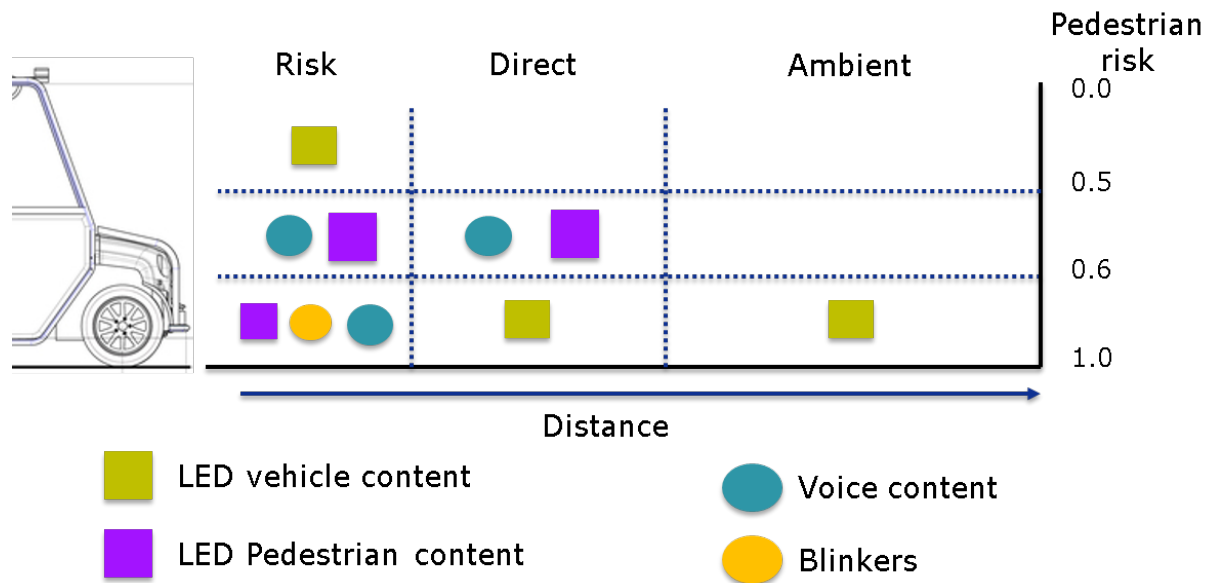 Pedestrian
risk
Risk
Direct
Ambient
0.0
0.5
0.6
1.0
Distance
LED vehicle content
Voice content
LED Pedestrian content
Blinkers